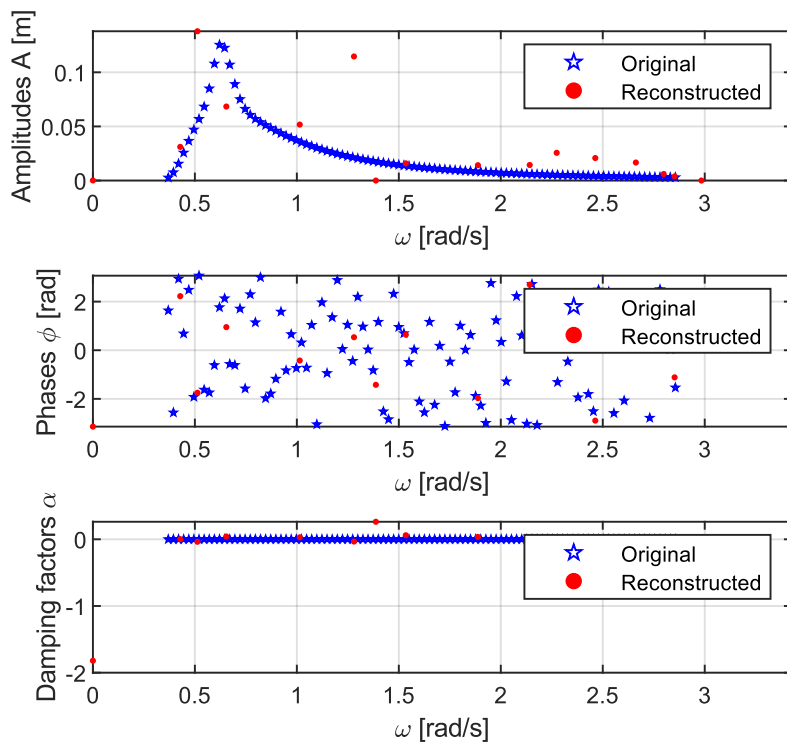 Amplitudes A [m]
0.1
0.05
0
Original
Reconstructed
0 0.5 1 1.5 2 2.5 3
ω [rad/s]
Phases ϕ [rad]
2
0
-2
Original
Reconstructed
0 0.5 1 1.5 2 2.5 3
ω [rad/s]
Damping factors α
0
-1
-2
Original
Reconstructed
0 0.5 1 1.5 2 2.5 3
ω [rad/s]